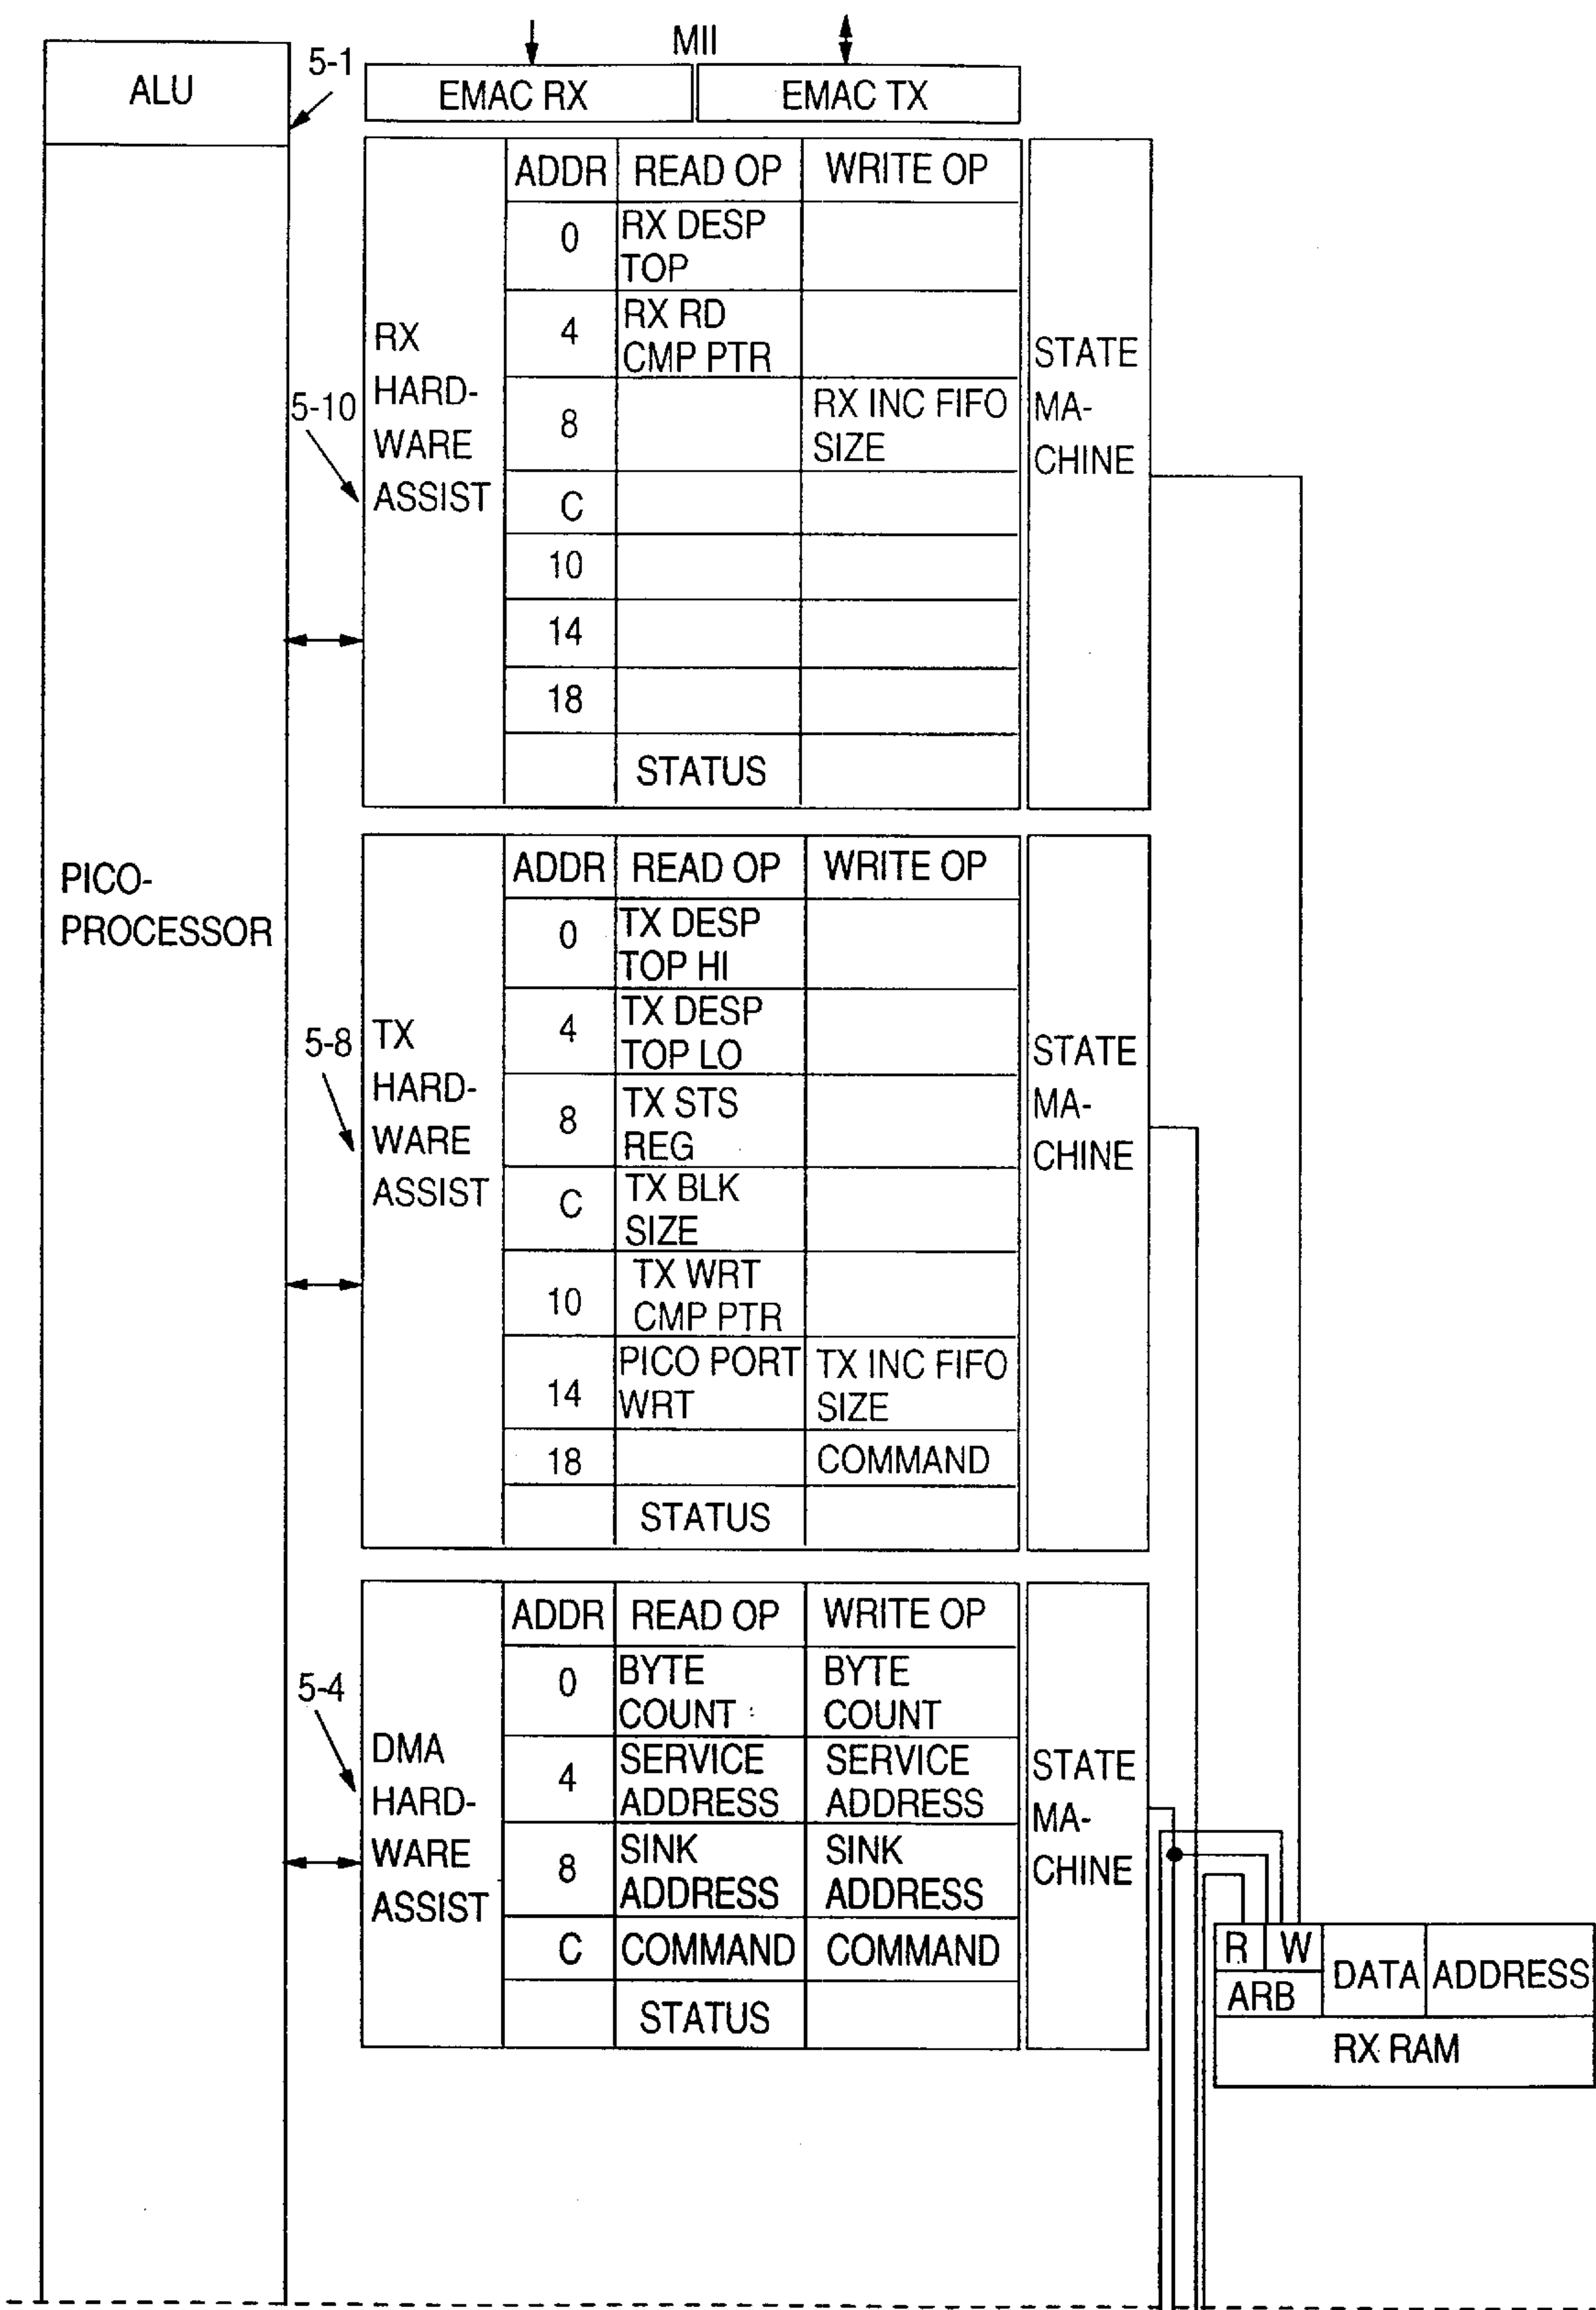 MII
ALU
5-1
EMAC RX
EMAC TX
PICO-
PROCESSOR
5-10
RX
HARD-
WARE
ASSIST
ADDR READ OP WRITE OP
0 RX DESP
TOP
4 RX RD
CMP PTR
8 RX INC FIFO
SIZE
C
10
14
18
STATUS
STATE
MA-
CHINE
5-8
TX
HARD-
WARE
ASSIST
ADDR READ OP WRITE OP
0 TX DESP
TOP HI
4 TX DESP
TOP LO
8 TX STS
REG
C TX BLK
SIZE
10 TX WRT
CMP PTR
14 PICO PORT TX INC FIFO
WRT SIZE
18 COMMAND
STATUS
STATE
MA-
CHINE
5-4
DMA
HARD-
WARE
ASSIST
ADDR READ OP WRITE OP
0 BYTE BYTE
COUNT COUNT
4 SERVICE SERVICE
ADDRESS ADDRESS
8 SINK SINK
ADDRESS ADDRESS
C COMMAND COMMAND
STATUS
STATE
MA-
CHINE
R W DATA ADDRESS
ARB
RX RAM